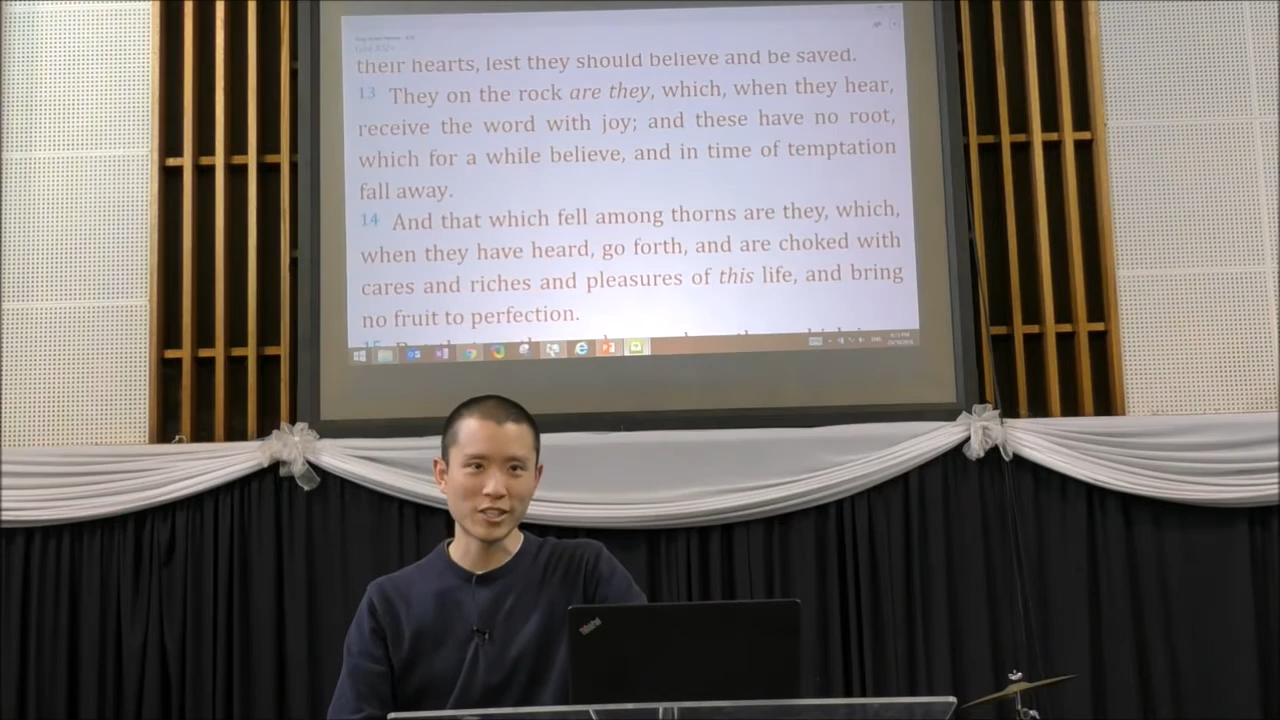 their hearts, lest they should believe and be saved.
13 They on the rock are they, which, when they hear,
receive the word with joy; and these have no root,
which for a while believe, and in time of temptation
fall away.
14 And that which fell among thorns are they, which,
when they have heard, go forth, and are choked with
cares and riches and pleasures of this life, and bring
no fruit to perfection.
ThinkPad